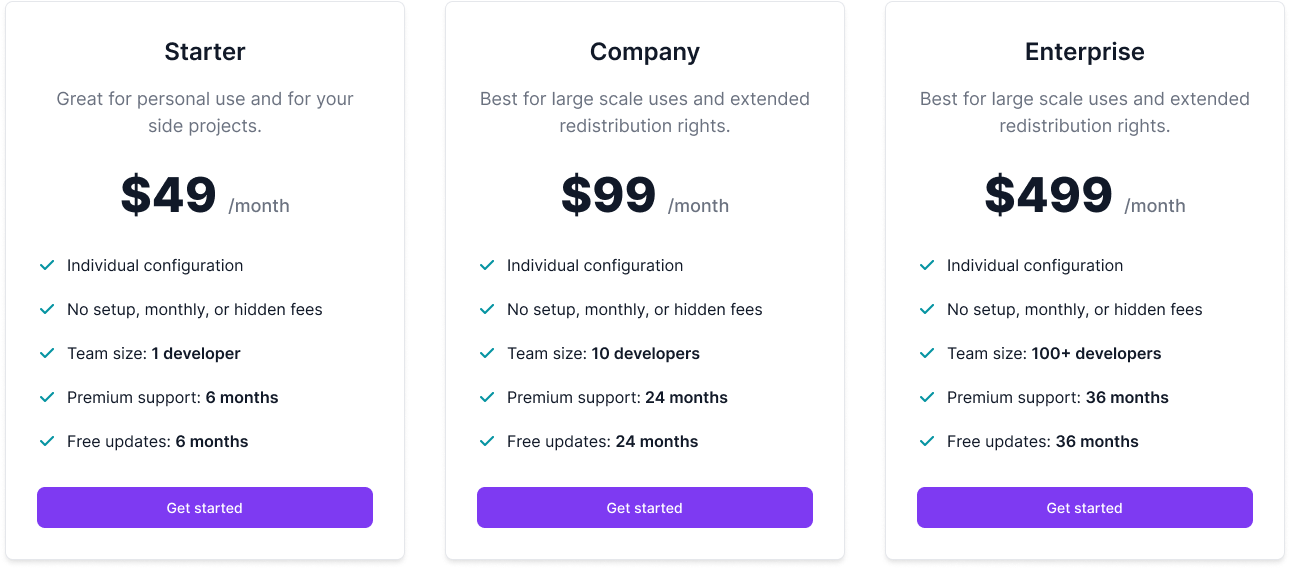 Starter
Great for personal use and for your
side projects.
$49 /month
Individual configuration
No setup, monthly, or hidden fees
Team size: 1 developer
Premium support: 6 months
Free updates: 6 months
Get started
Company
Best for large scale uses and extended
redistribution rights.
$99 /month
Individual configuration
No setup, monthly, or hidden fees
Team size: 10 developers
Premium support: 24 months
Free updates: 24 months
Get started
Enterprise
Best for large scale uses and extended
redistribution rights.
$499 /month
Individual configuration
No setup, monthly, or hidden fees
Team size: 100+ developers
Premium support: 36 months
Free updates: 36 months
Get started